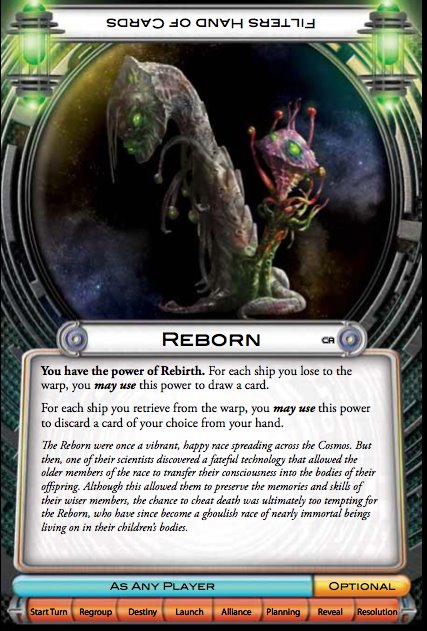 Filters Hand of Cards
Reborn
CA
You have the power of Rebirth. For each ship you lose to the
warp, you may use this power to draw a card.
For each ship you retrieve from the warp, you may use this power
to discard a card of your choice from your hand.
The Reborn were once a vibrant, happy race spreading across the Cosmos. But
then, one of their scientists discovered a fateful technology that allowed the
older members of the race to transfer their consciousness into the bodies of their
offspring. Although this allowed them to preserve the memories and skills of
their wiser members, the chance to cheat death was ultimately too tempting for
the Reborn, who have since become a ghoulish race of nearly immortal beings
living on in their children's bodies.
As Any Player Optional
Start Turn Regroup Destiny Launch Alliance Planning Reveal Resolution